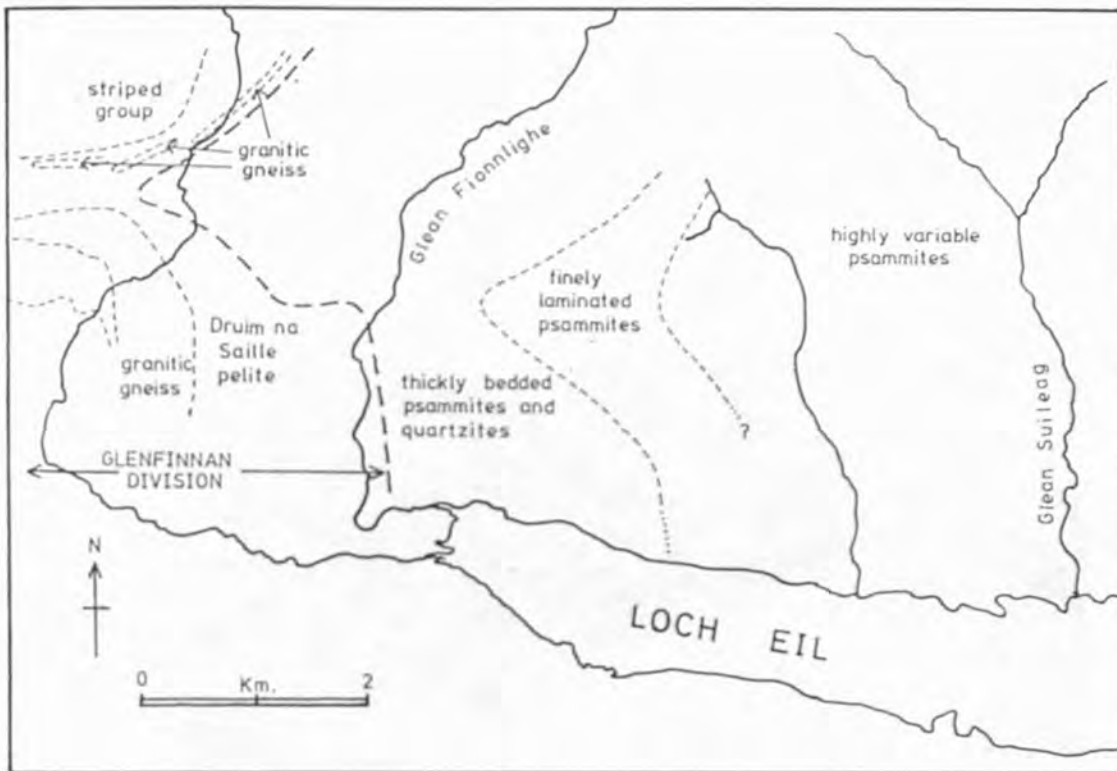 striped
group
granitic
gneiss
Glean Fionnlighe
highly variable
psammites
finely
laminated
psammites
Druim na
Saille
pelite
granitic
gneiss
thickly bedded
psammites and
quartzites
?
Glean Suileag
GLENFINNAN
DIVISION
N
LOCH EIL
0 Km. 2